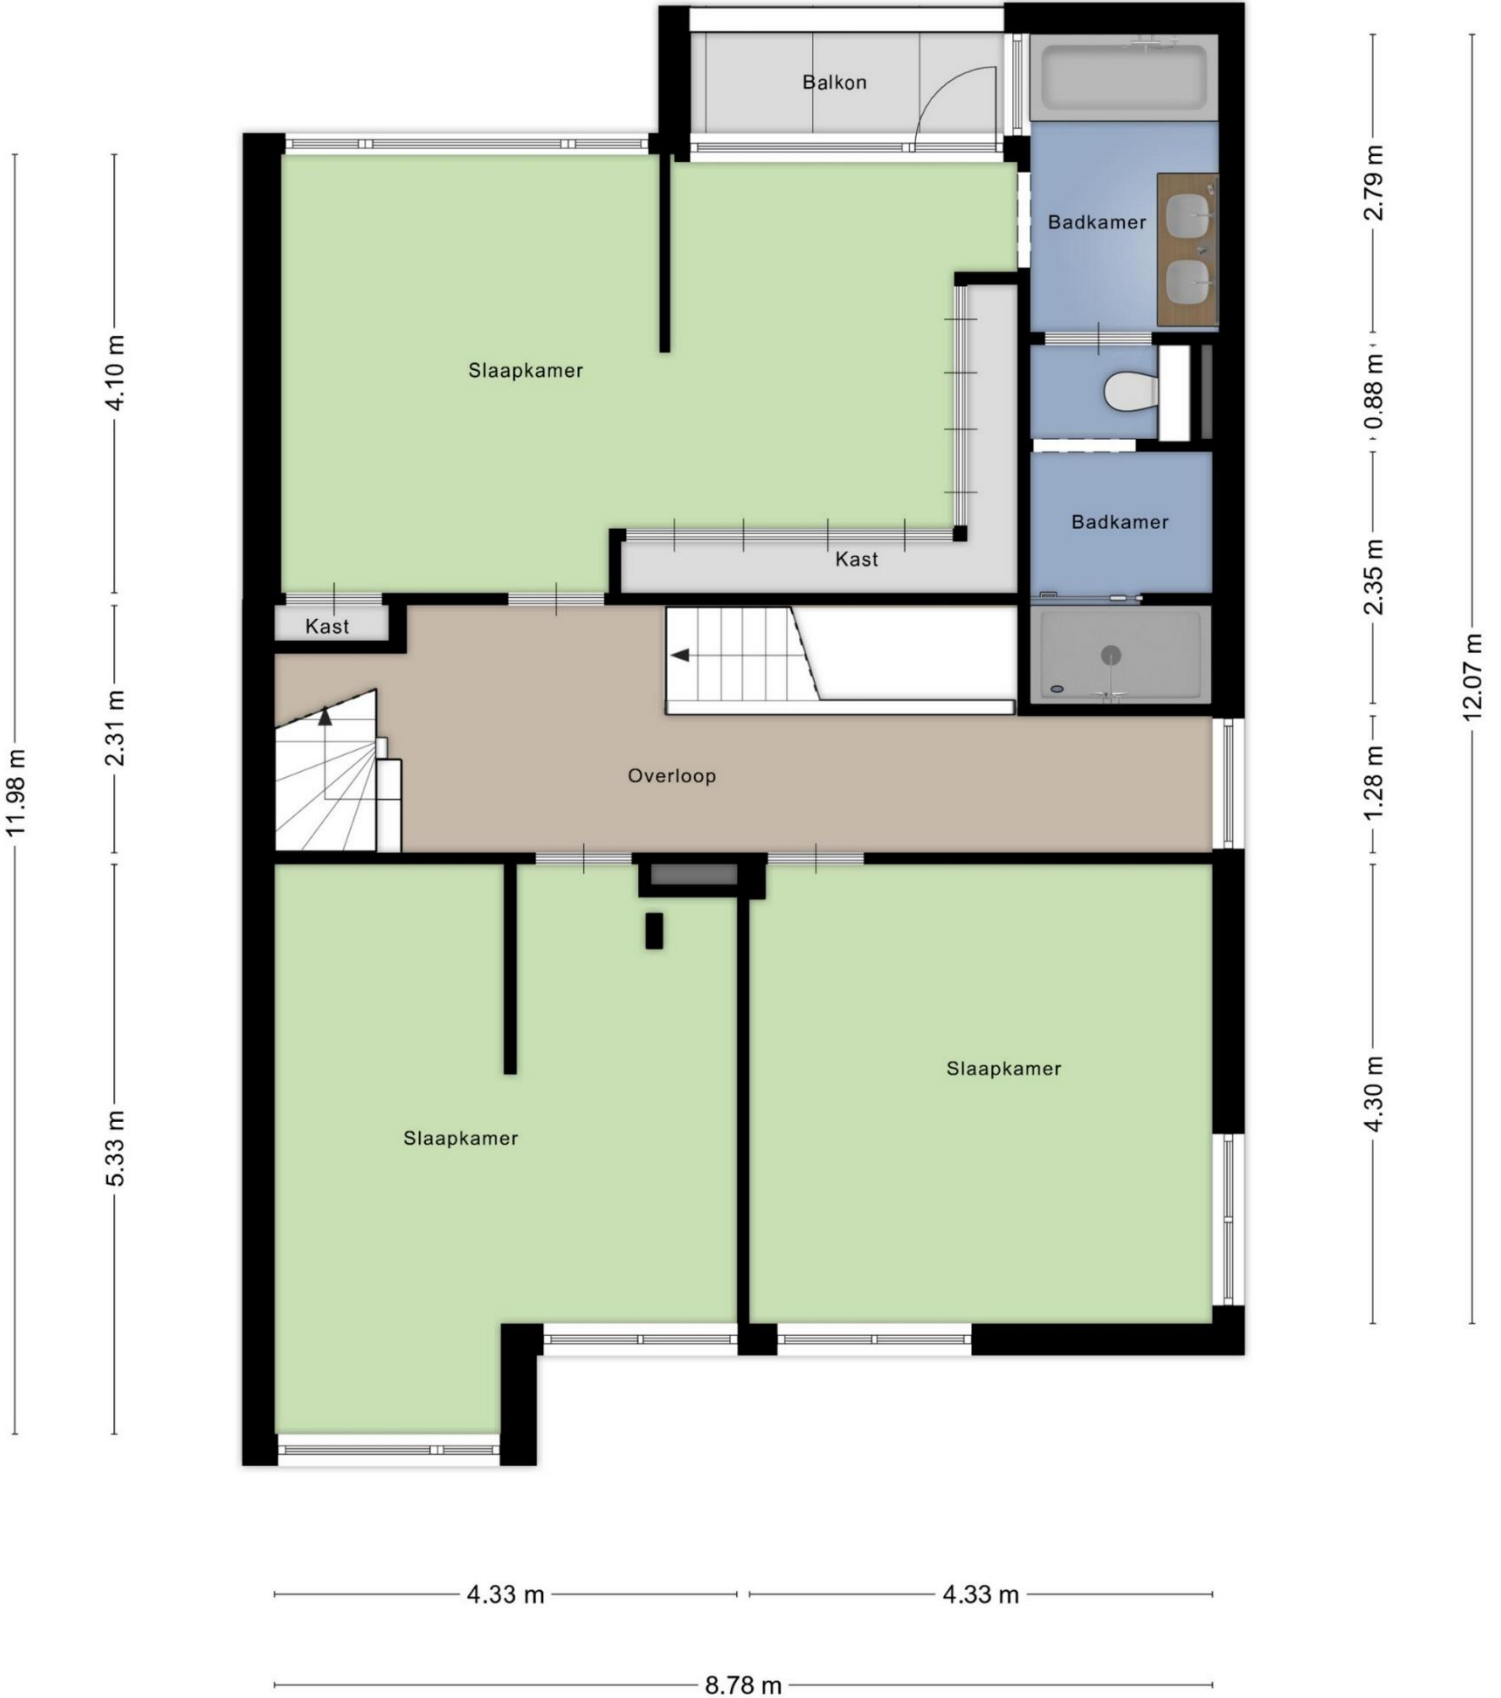 Balkon
2.79 m
Badkamer
4.10 m
Slaapkamer
0.88 m
Badkamer
Kast
2.35 m
Kast
12.07 m
2.31 m
11.98 m
Overloop
1.28 m
Slaapkamer
4.30 m
Slaapkamer
5.33 m
4.33 m
4.33 m
8.78 m